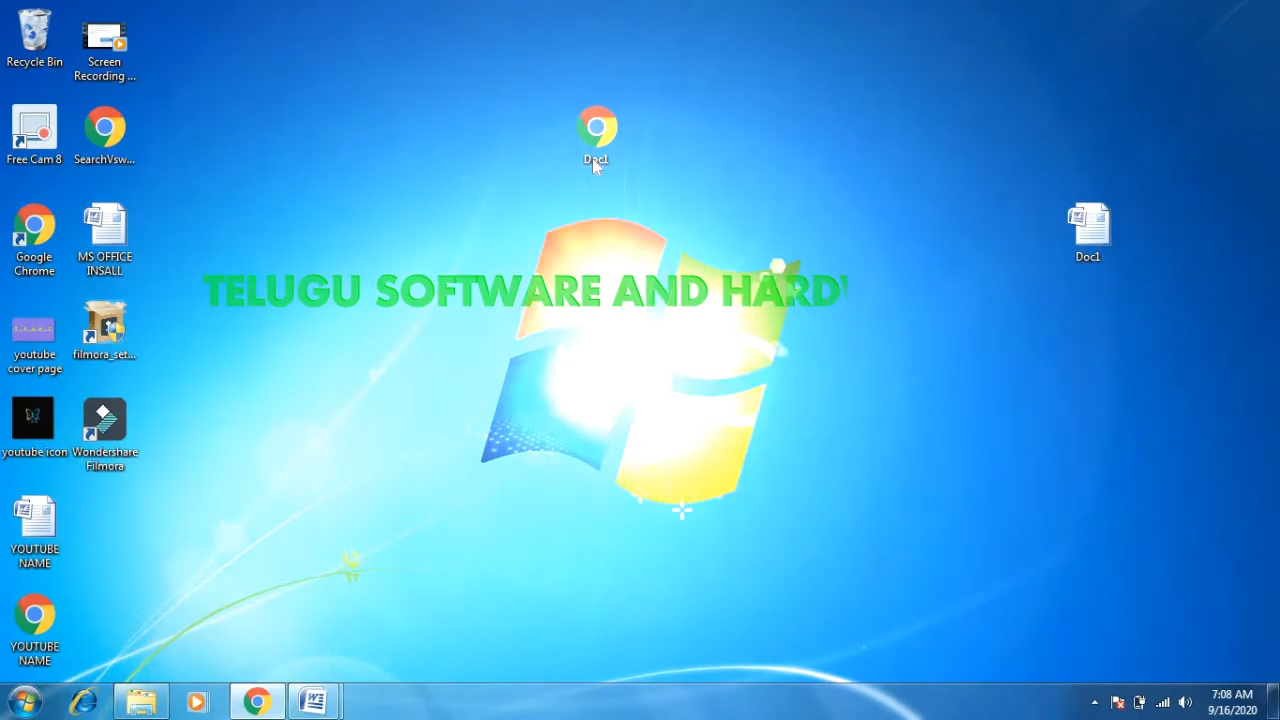 Recycle Bin
Screen
Recording ...
Free Cam 8
SearchVsw...
Doc1
Google
Chrome
MS OFFICE
INSALL
Doc1
TELUGU SOFTWARE AND HARD
youtube
cover page
filmora_set...
youtube icon
Wondershare
Filmora
YOUTUBE
NAME
YOUTUBE
NAME
7:08 AM
9/16/2020